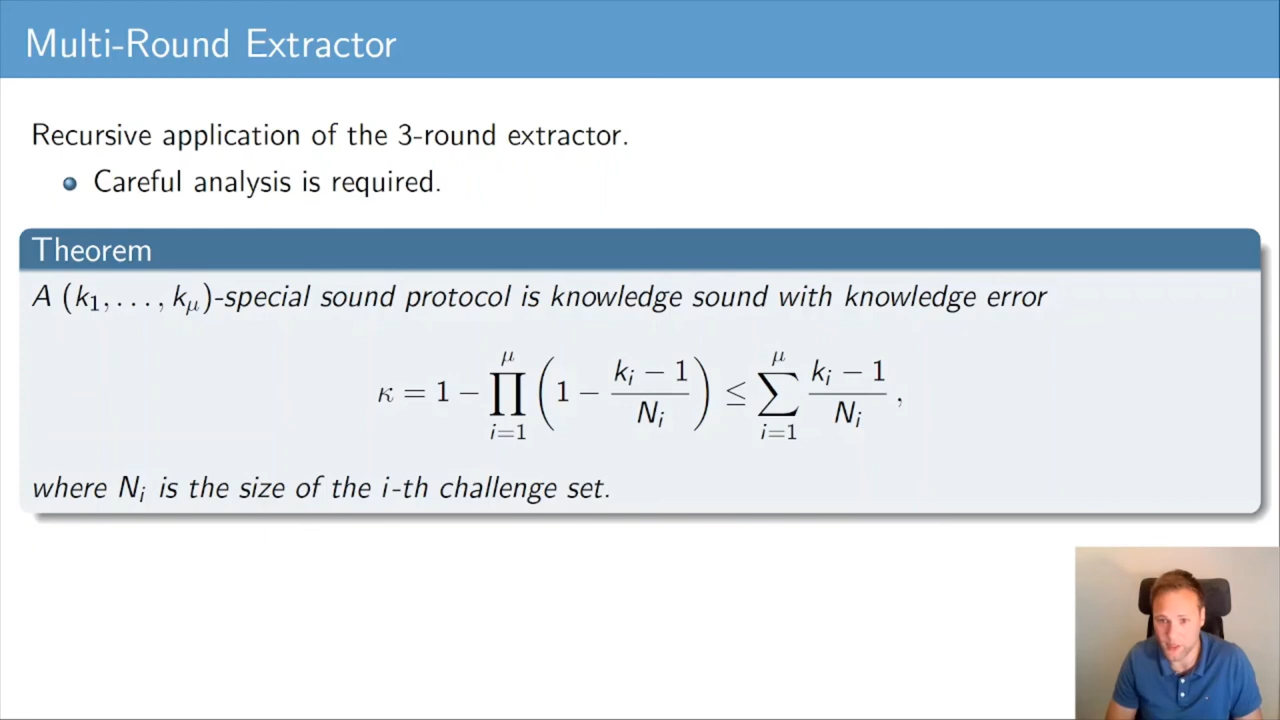 Multi-Round Extractor
Recursive application of the 3-round extractor.
Careful analysis is required.
Theorem
A (k₁, . . . , k_μ)-special sound protocol is knowledge sound with knowledge error
κ = 1 − ∏_{i=1}^{μ} (1 − (k_i − 1)/N_i) ≤ ∑_{i=1}^{μ} (k_i − 1)/N_i ,
where N_i is the size of the i-th challenge set.